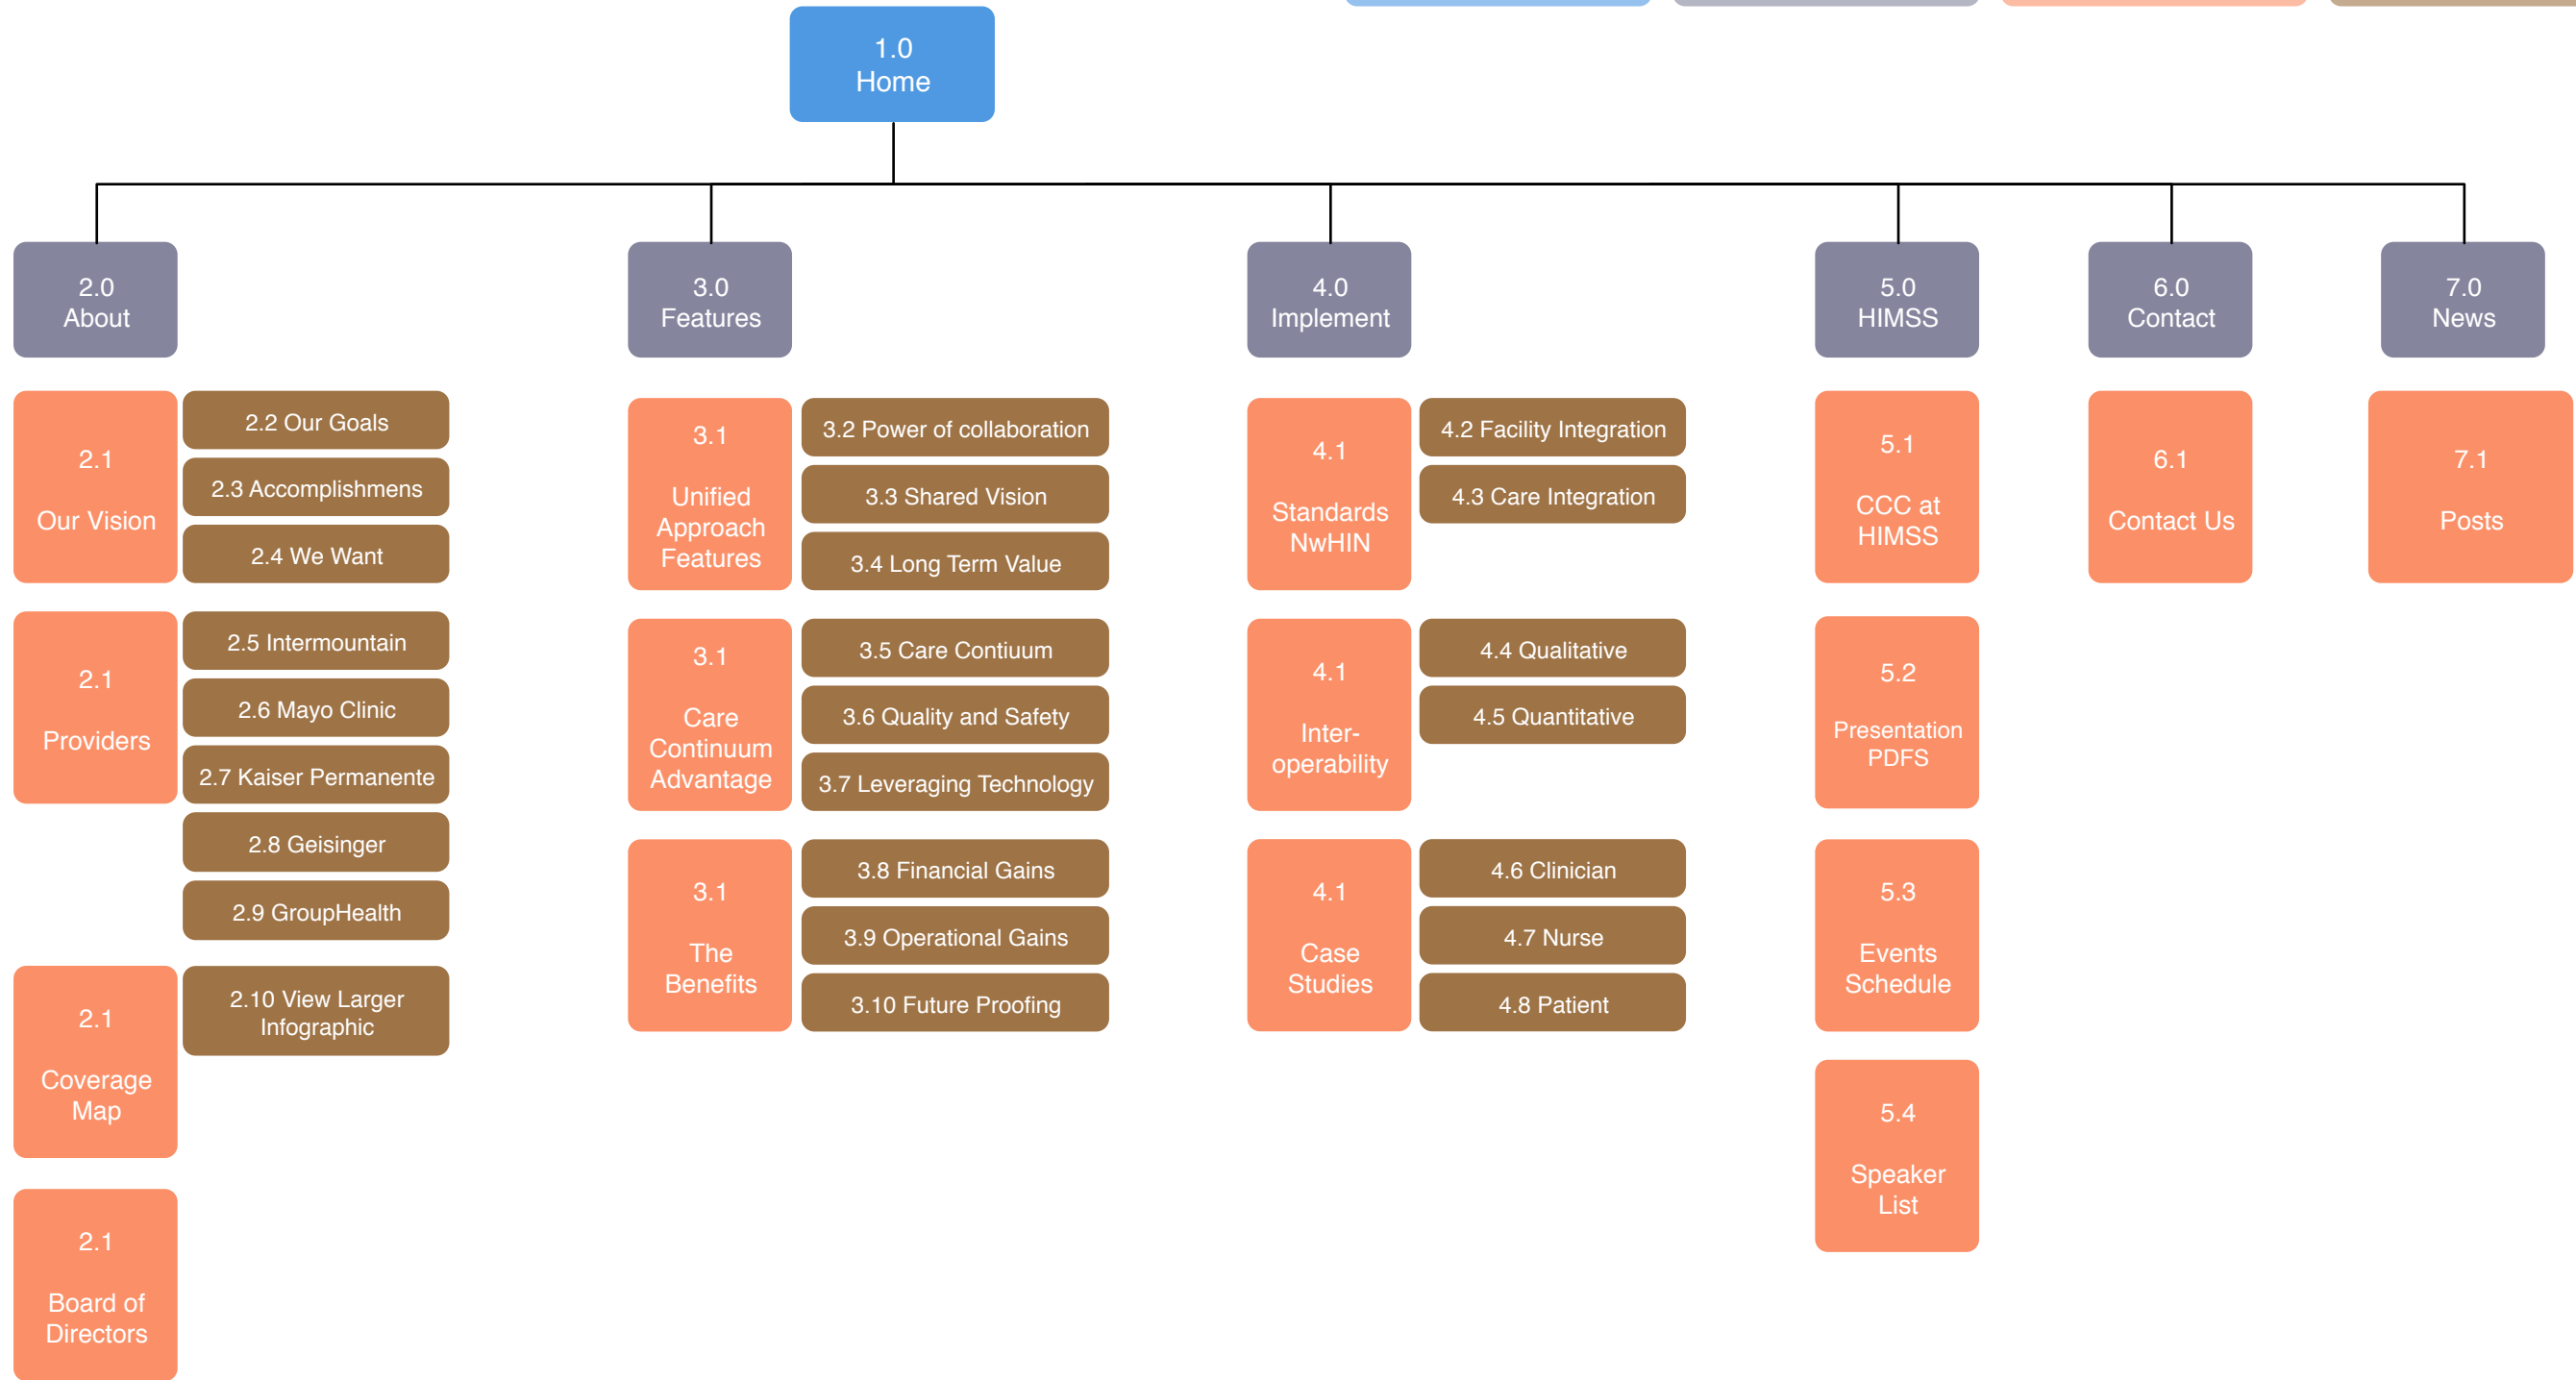 1.0
Home
2.0
About
2.1
Our Vision
2.2 Our Goals
2.3 Accomplishmens
2.4 We Want
2.1
Providers
2.5 Intermountain
2.6 Mayo Clinic
2.7 Kaiser Permanente
2.8 Geisinger
2.9 GroupHealth
2.1
Coverage
Map
2.10 View Larger
Infographic
2.1
Board of
Directors
3.0
Features
3.1
Unified
Approach
Features
3.2 Power of collaboration
3.3 Shared Vision
3.4 Long Term Value
3.1
Care
Continuum
Advantage
3.5 Care Contiuum
3.6 Quality and Safety
3.7 Leveraging Technology
3.1
The
Benefits
3.8 Financial Gains
3.9 Operational Gains
3.10 Future Proofing
4.0
Implement
4.1
Standards
NwHIN
4.2 Facility Integration
4.3 Care Integration
4.1
Inter-
operability
4.4 Qualitative
4.5 Quantitative
4.1
Case
Studies
4.6 Clinician
4.7 Nurse
4.8 Patient
5.0
HIMSS
5.1
CCC at
HIMSS
5.2
Presentation
PDFS
5.3
Events
Schedule
5.4
Speaker
List
6.0
Contact
6.1
Contact Us
7.0
News
7.1
Posts